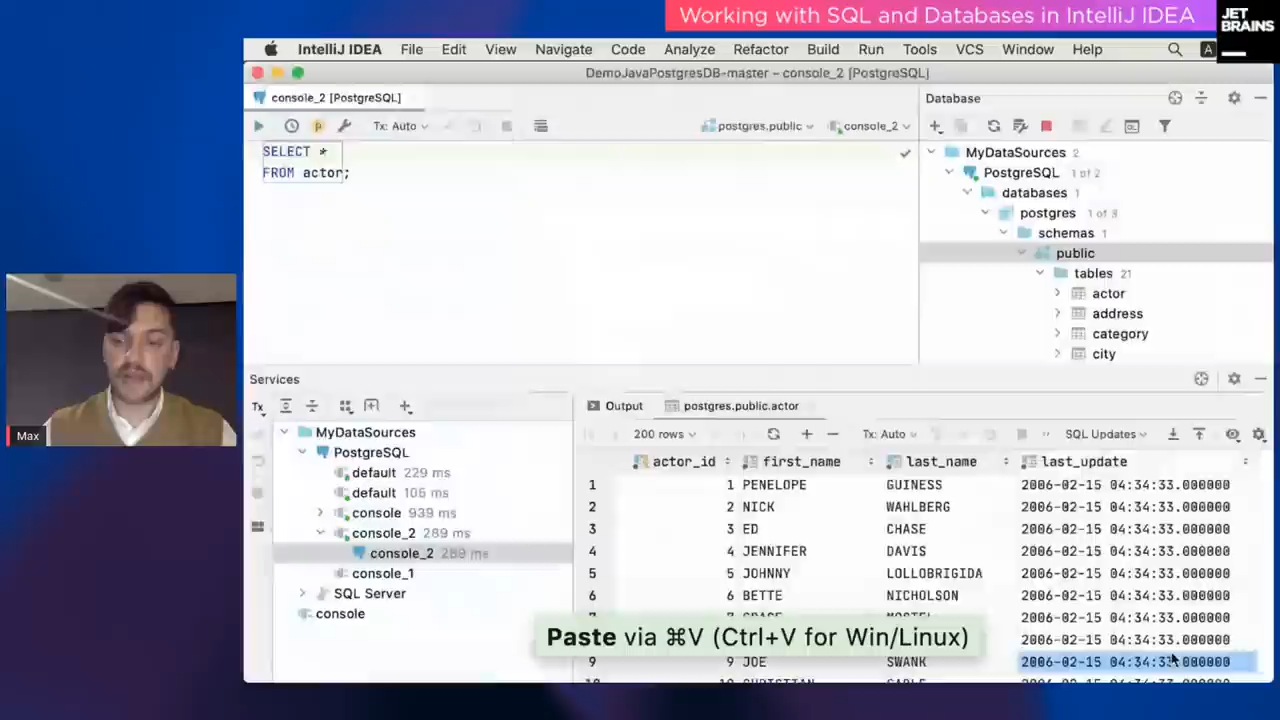 Working with SQL and Databases in IntelliJ IDEA
JET
BRAINS
IntelliJ IDEA File Edit View Navigate Code Analyze Refactor Build Run Tools VCS Window Help A
DemoJavaPostgresDB-master – console_2 [PostgreSQL]
console_2 [PostgreSQL]
Database
P Tx: Auto postgres.public console_2
SELECT *
FROM actor;
MyDataSources 2
PostgreSQL 1 of 2
databases 1
postgres 1 of 3
schemas 1
public
tables 21
actor
address
category
city
Max
Services
Tx
MyDataSources
PostgreSQL
default 229 ms
default 105 ms
console 939 ms
console_2 289 ms
console_2 289 ms
console_1
SQL Server
console
Output postgres.public.actor
200 rows Tx: Auto SQL Updates
actor_id first_name last_name last_update
1 1 PENELOPE GUINESS 2006-02-15 04:34:33.000000
2 2 NICK WAHLBERG 2006-02-15 04:34:33.000000
3 3 ED CHASE 2006-02-15 04:34:33.000000
4 4 JENNIFER DAVIS 2006-02-15 04:34:33.000000
5 5 JOHNNY LOLLOBRIGIDA 2006-02-15 04:34:33.000000
6 6 BETTE NICHOLSON 2006-02-15 04:34:33.000000
2006-02-15 04:34:33.000000
2006-02-15 04:34:33.000000
Paste via ⌘V (Ctrl+V for Win/Linux)
9 9 JOE SWANK 2006-02-15 04:34:33.000000